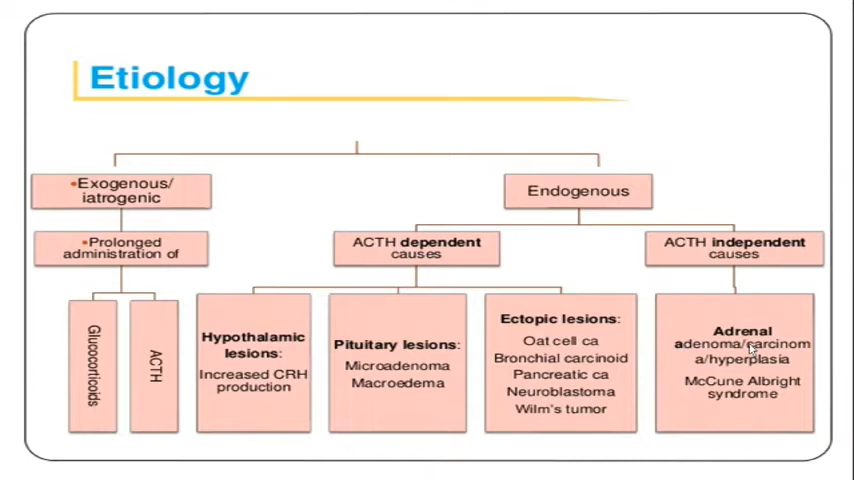 Etiology
•Exogenous/
iatrogenic
Endogenous
•Prolonged
administration of
ACTH dependent
causes
ACTH independent
causes
Glucocorticoids
ACTH
Hypothalamic
lesions:
Increased CRH
production
Pituitary lesions:
Microadenoma
Macroedema
Ectopic lesions:
Oat cell ca
Bronchial carcinoid
Pancreatic ca
Neuroblastoma
Wilm's tumor
Adrenal
adenoma/carcinom
a/hyperplasia
McCune Albright
syndrome